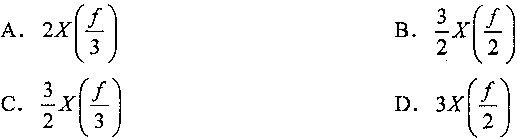 A. 2X(f/3) B. 3/2 X(f/2)
C. 3/2 X(f/3) D. 3X(f/2)